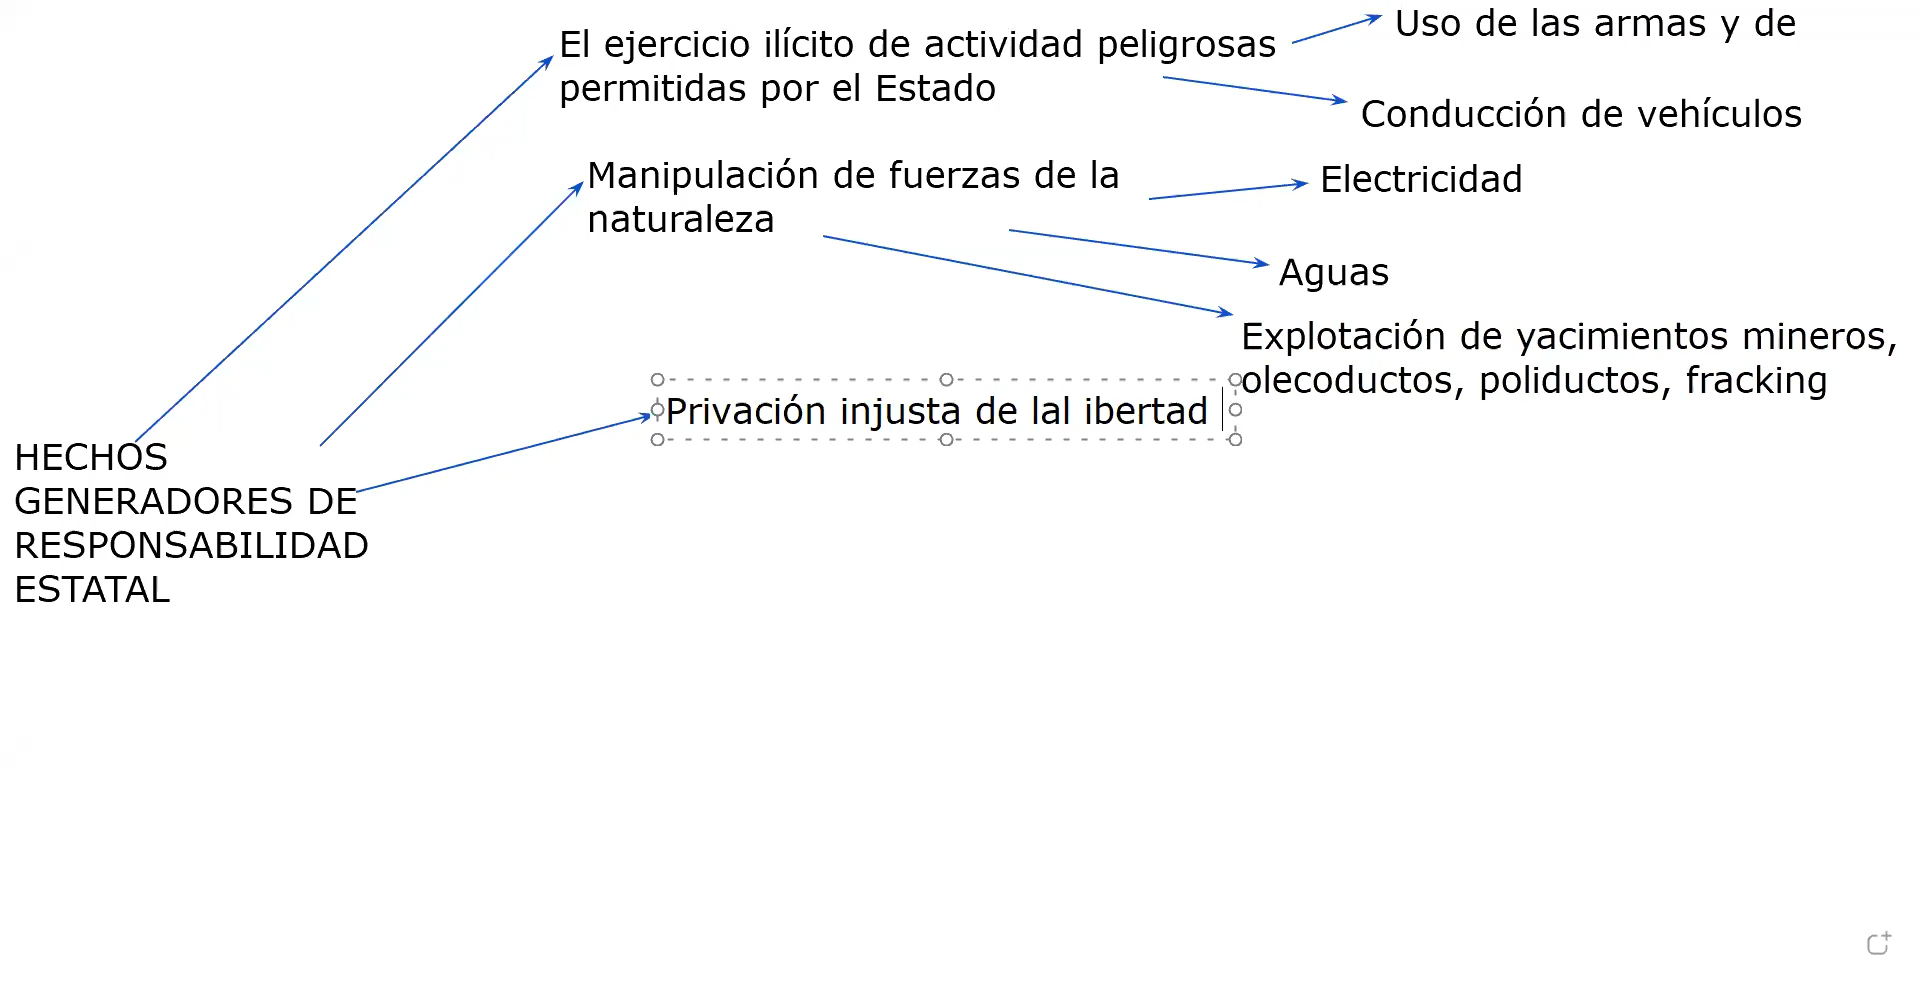 El ejercicio ilícito de actividad peligrosas
permitidas por el Estado
Uso de las armas y de
Conducción de vehículos
Manipulación de fuerzas de la
naturaleza
Electricidad
Aguas
Explotación de yacimientos mineros,
olecoductos, poliductos, fracking
Privación injusta de lal ibertad
HECHOS
GENERADORES DE
RESPONSABILIDAD
ESTATAL